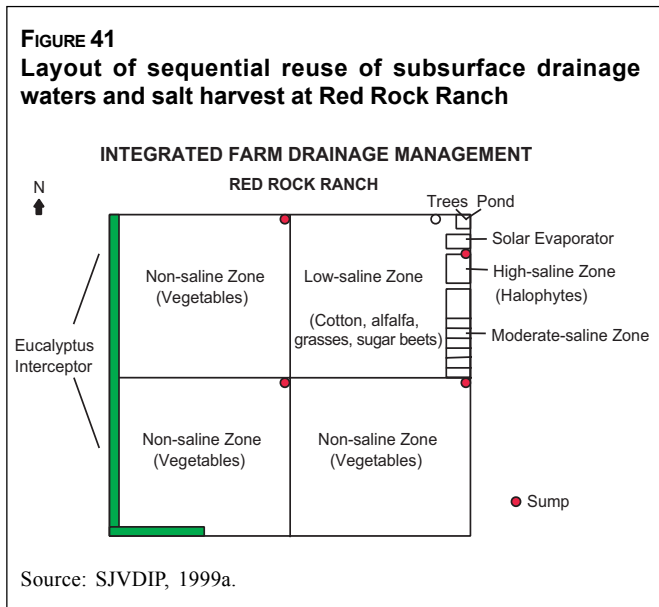 FIGURE 41
Layout of sequential reuse of subsurface drainage
waters and salt harvest at Red Rock Ranch
INTEGRATED FARM DRAINAGE MANAGEMENT
RED ROCK RANCH
N
Trees Pond
Solar Evaporator
High-saline Zone
(Halophytes)
Moderate-saline Zone
Non-saline Zone
(Vegetables)
Low-saline Zone
(Cotton, alfalfa,
grasses, sugar beets)
Eucalyptus
Interceptor
Non-saline Zone
(Vegetables)
Non-saline Zone
(Vegetables)
Sump
Source: SJVDIP, 1999a.